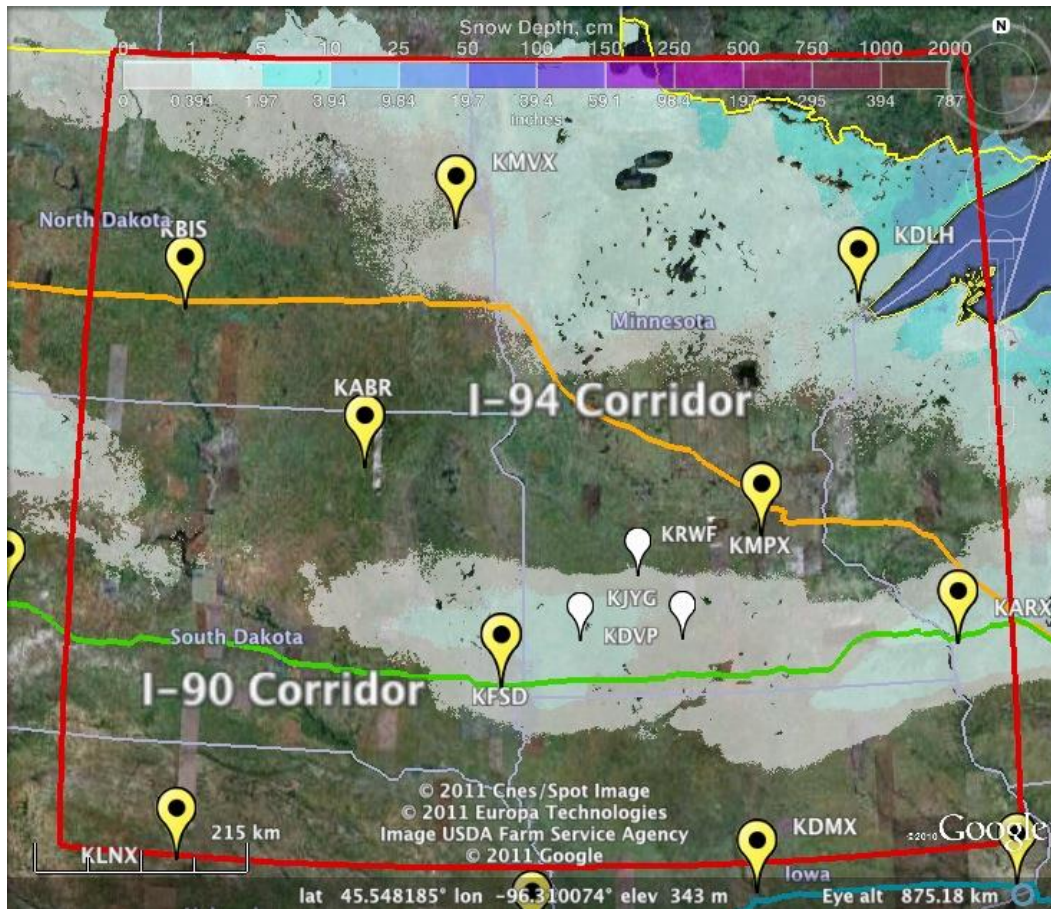 Snow Depth, cm
0 1 5 10 25 50 100 150 250 500 750 1000 2000
0 0.394 1.97 3.94 9.84 19.7 39.4 59.1 98.4 197 295 394 787
inches
N
KMVX
North Dakota
KBIS
KDLH
Minnesota
KABR
I-94 Corridor
KRWF
KMPX
KJYG
KARX
KDVP
South Dakota
I-90 Corridor
KFSD
© 2011 Cnes/Spot Image
© 2011 Europa Technologies
Image USDA Farm Service Agency
© 2011 Google
215 km
KDMX
©2010 Google
KLNX
Iowa
lat 45.548185° lon -96.310074° elev 343 m Eye alt 875.18 km